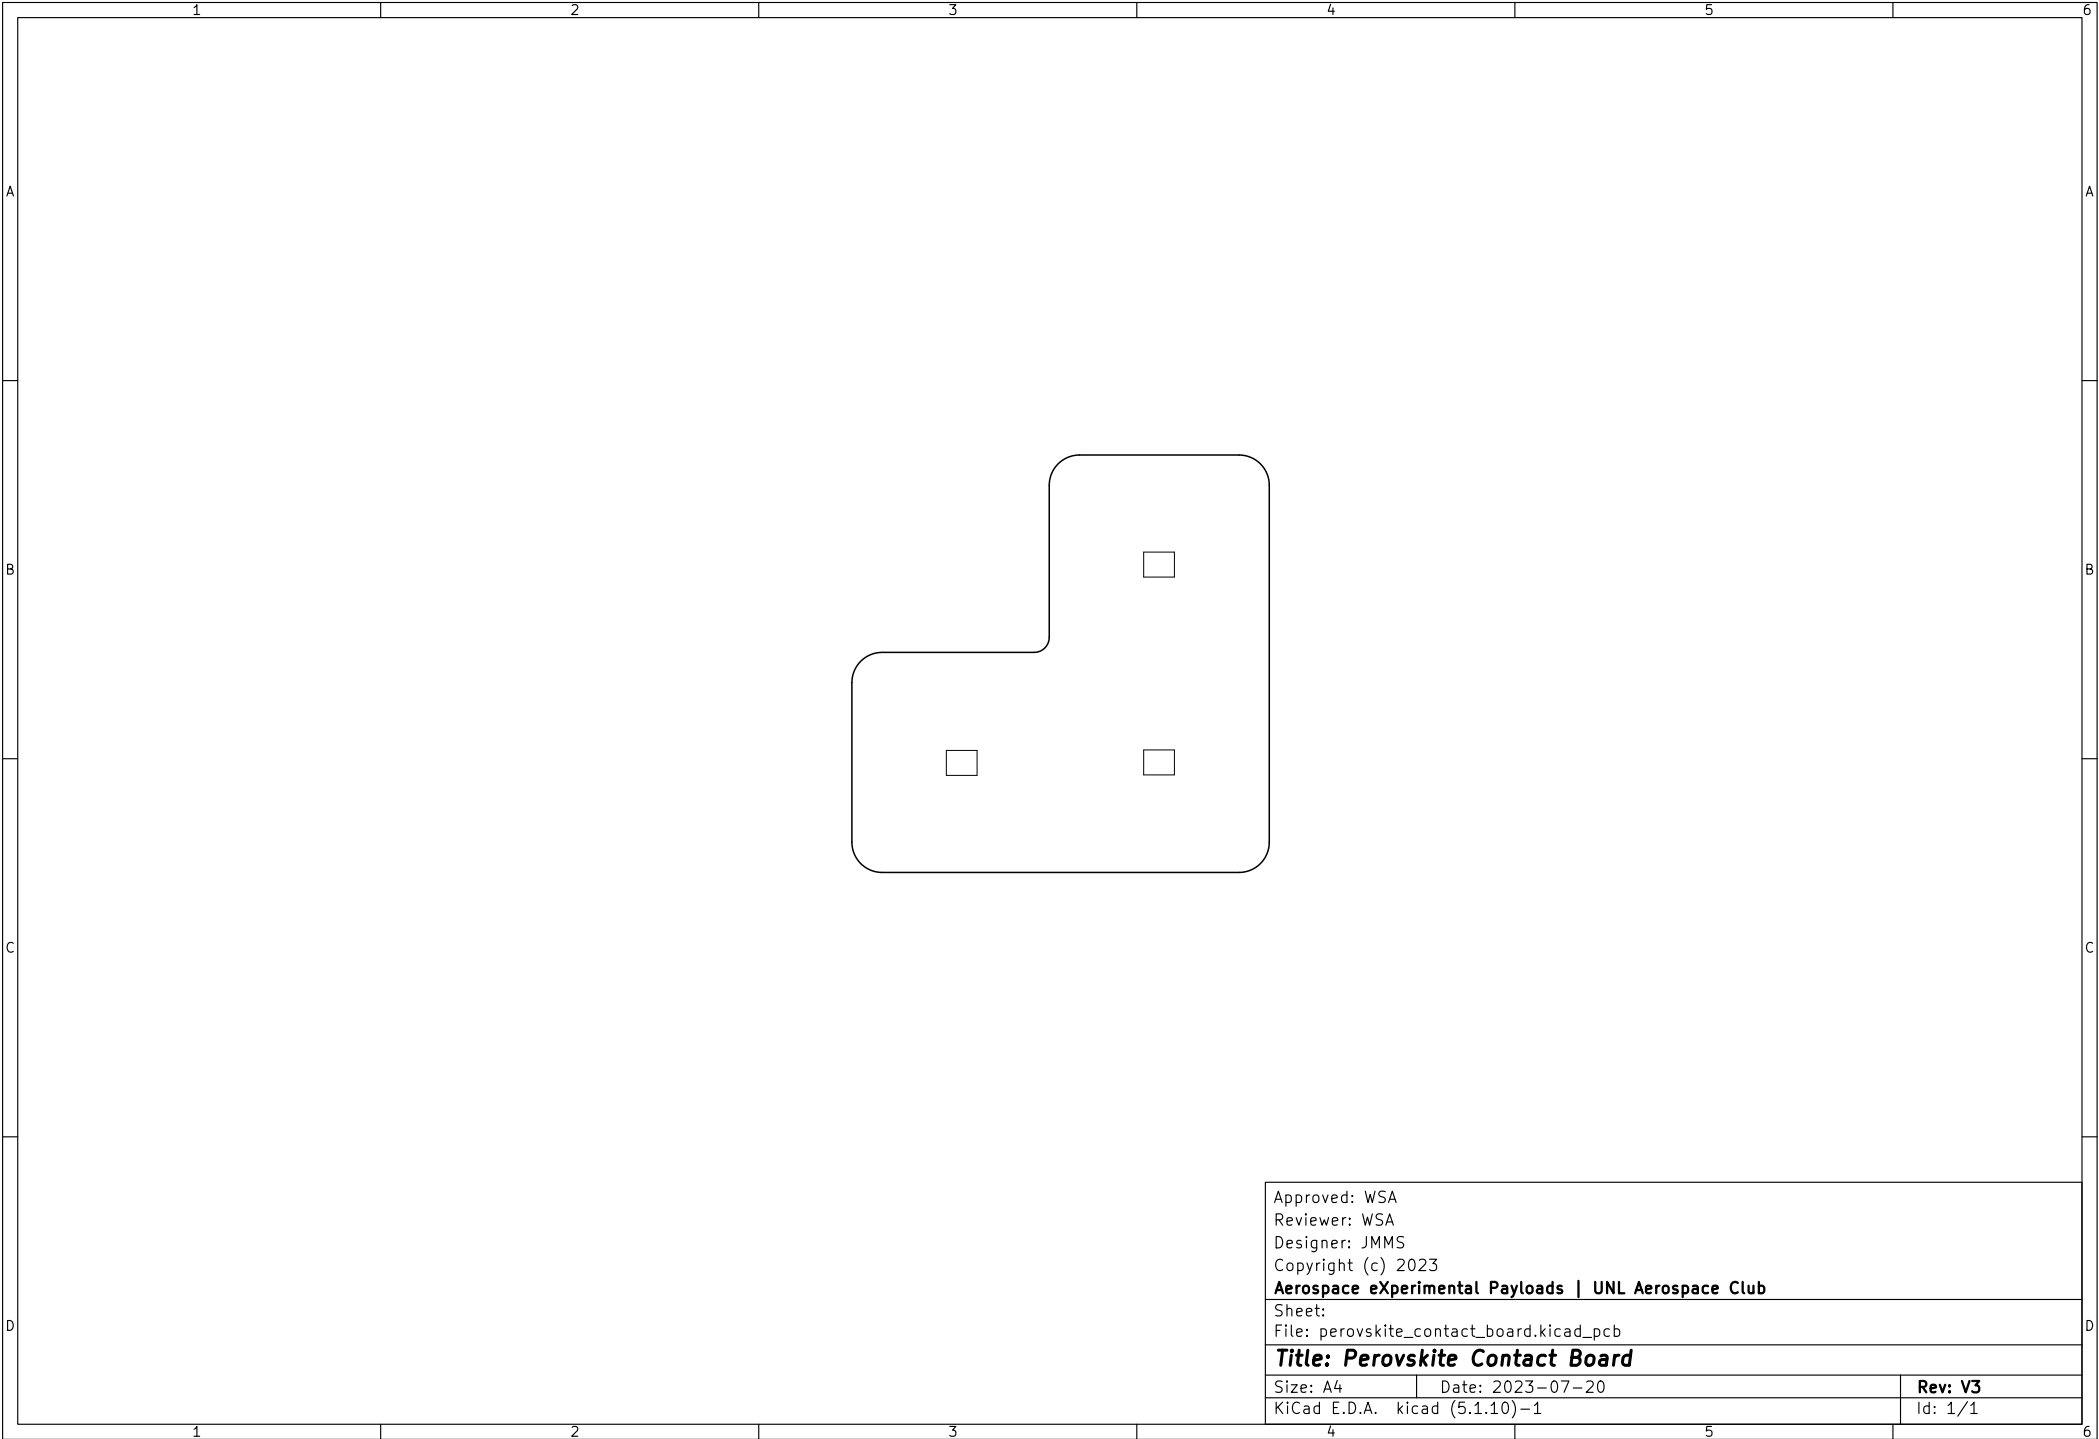 1 2 3 4 5 6
A A
B B
C C
Approved: WSA
Reviewer: WSA
Designer: JMMS
Copyright (c) 2023
Aerospace eXperimental Payloads | UNL Aerospace Club
Sheet:
D D
File: perovskite_contact_board.kicad_pcb
Title: Perovskite Contact Board
Size: A4 Date: 2023-07-20 Rev: V3
KiCad E.D.A. kicad (5.1.10)-1 Id: 1/1
1 2 3 4 5 6